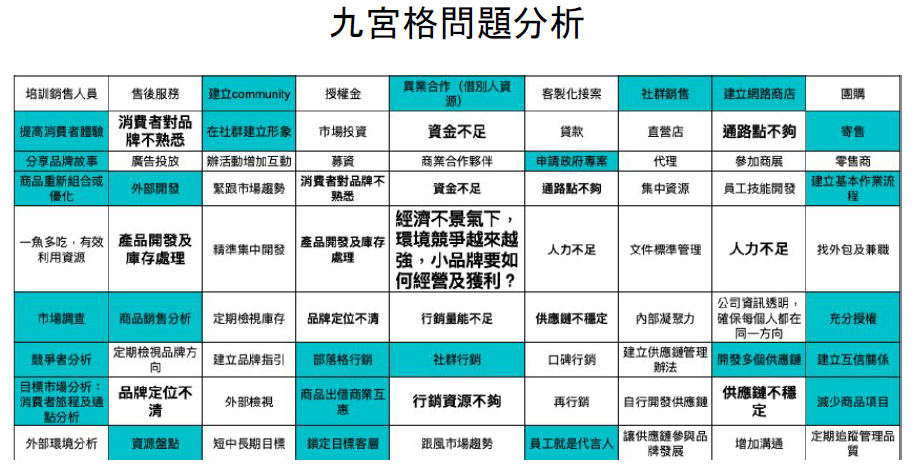 九宮格問題分析
培訓銷售人員 售後服務 建立community 授權金 異業合作（借別人資源） 客製化接案 社群銷售 建立網路商店 團購
提高消費者體驗 消費者對品牌不熟悉 在社群建立形象 市場投資 資金不足 貸款 直營店 通路點不夠 寄售
分享品牌故事 廣告投放 辦活動增加互動 募資 商業合作夥伴 申請政府專案 代理 參加商展 零售商
商品重新組合或優化 外部開發 緊跟市場趨勢 消費者對品牌不熟悉 資金不足 通路點不夠 集中資源 員工技能開發 建立基本作業流程
一魚多吃，有效利用資源 產品開發及庫存處理 精準集中開發 產品開發及庫存處理 經濟不景氣下，環境競爭越來越強，小品牌要如何經營及獲利？ 人力不足 文件標準管理 人力不足 找外包及兼職
市場調查 商品銷售分析 定期檢視庫存 品牌定位不清 行銷量能不足 供應鏈不穩定 內部凝聚力 公司資訊透明，確保每個人都在同一方向 充分授權
競爭者分析 定期檢視品牌方向 建立品牌指引 部落格行銷 社群行銷 口碑行銷 建立供應鏈管理辦法 開發多個供應鏈 建立互信關係
目標市場分析：消費者旅程及通點分析 品牌定位不清 外部檢視 商品出借商業互惠 行銷資源不夠 再行銷 自行開發供應鏈 供應鏈不穩定 減少商品項目
外部環境分析 資源盤點 短中長期目標 鎖定目標客層 跟風市場趨勢 員工就是代言人 讓供應鏈參與品牌發展 增加溝通 定期追蹤管理品質